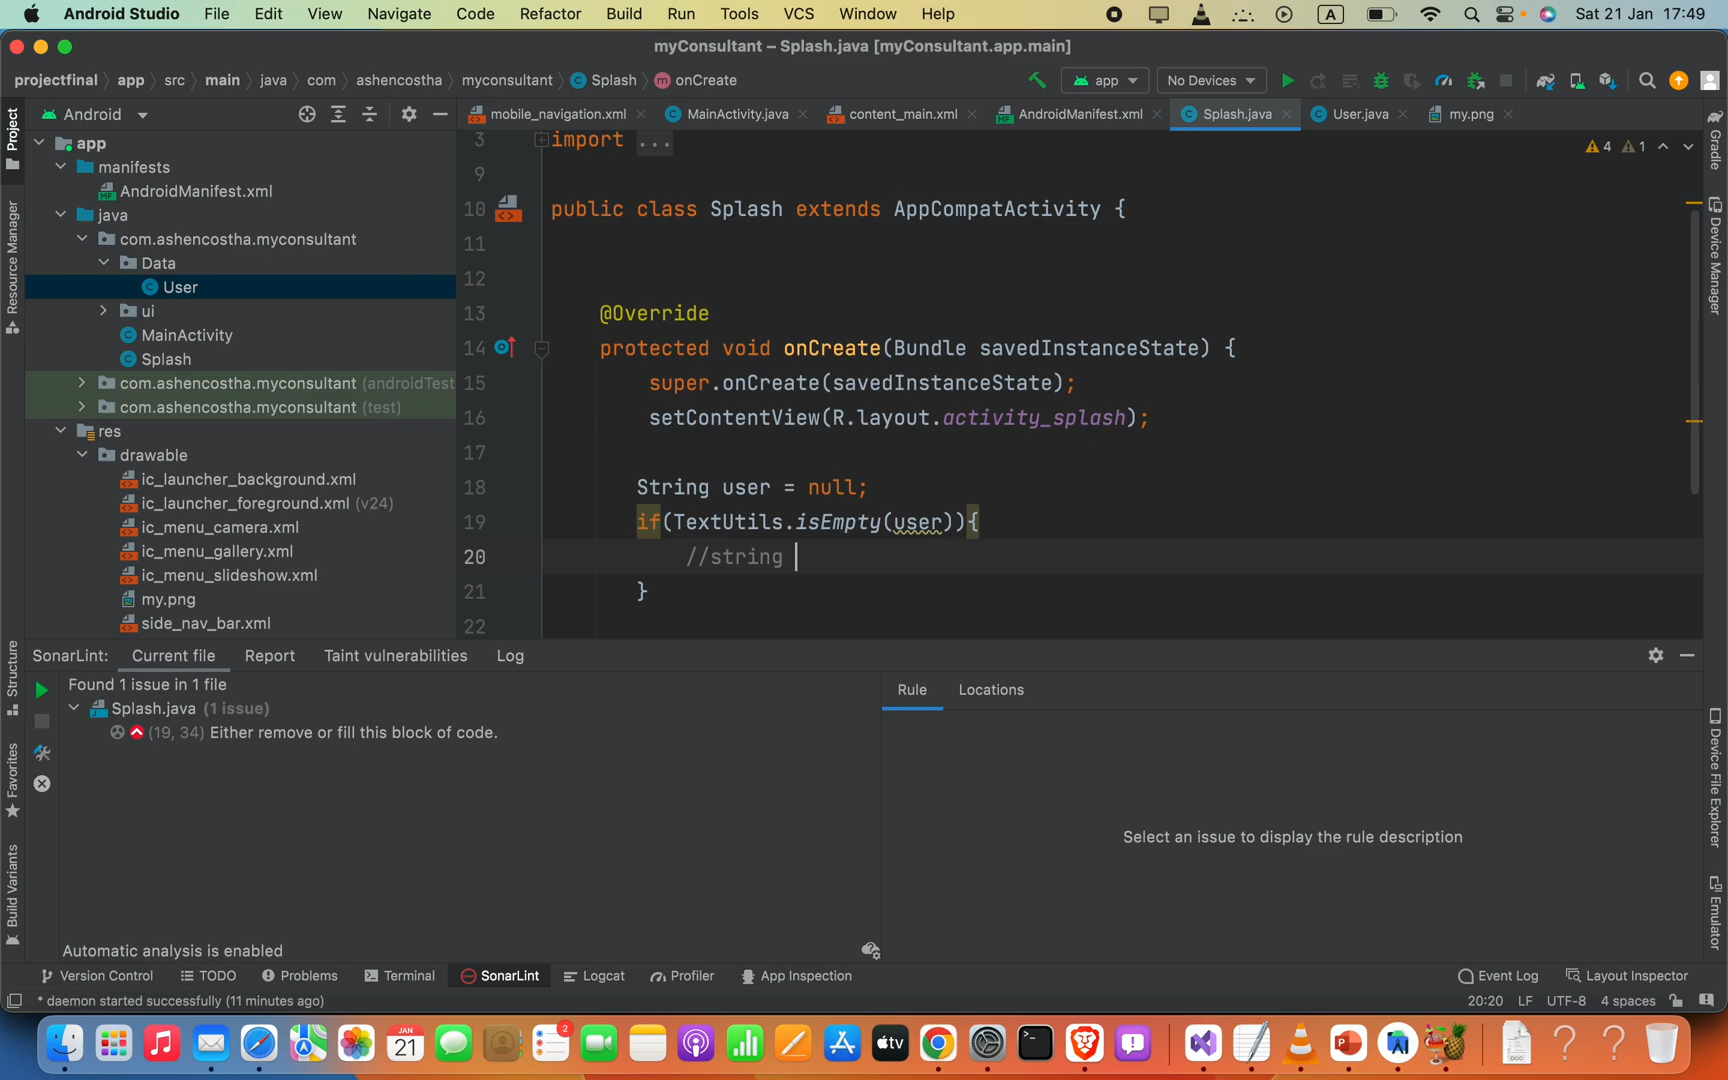 Android Studio File Edit View Navigate Code Refactor Build Run Tools VCS Window Help A Sat 21 Jan 17:49
myConsultant – Splash.java [myConsultant.app.main]
projectfinal app src main java com ashencostha myconsultant Splash onCreate app No Devices
Project
Resource Manager
Structure
Favorites
Build Variants
Android
app
manifests
AndroidManifest.xml
java
com.ashencostha.myconsultant
Data
User
ui
MainActivity
Splash
com.ashencostha.myconsultant (androidTest
com.ashencostha.myconsultant (test)
res
drawable
ic_launcher_background.xml
ic_launcher_foreground.xml (v24)
ic_menu_camera.xml
ic_menu_gallery.xml
ic_menu_slideshow.xml
my.png
side_nav_bar.xml
mobile_navigation.xml MainActivity.java content_main.xml AndroidManifest.xml Splash.java User.java my.png
4 1
3 import ...
9
10 public class Splash extends AppCompatActivity {
11
12
13 @Override
14 protected void onCreate(Bundle savedInstanceState) {
15 super.onCreate(savedInstanceState);
16 setContentView(R.layout.activity_splash);
17
18 String user = null;
19 if(TextUtils.isEmpty(user)){
20 //string
21 }
22
Gradle
Device Manager
Device File Explorer
Emulator
SonarLint: Current file Report Taint vulnerabilities Log
Found 1 issue in 1 file
Splash.java (1 issue)
(19, 34) Either remove or fill this block of code.
Automatic analysis is enabled
Rule Locations
Select an issue to display the rule description
Version Control TODO Problems Terminal SonarLint Logcat Profiler App Inspection Event Log Layout Inspector
* daemon started successfully (11 minutes ago) 20:20 LF UTF-8 4 spaces
JAN
21
2
tv
DOC